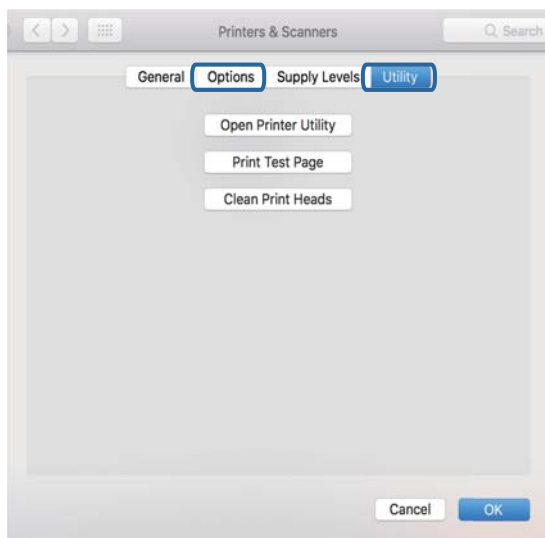 Printers & Scanners Search
General Options Supply Levels Utility
Open Printer Utility
Print Test Page
Clean Print Heads
Cancel OK